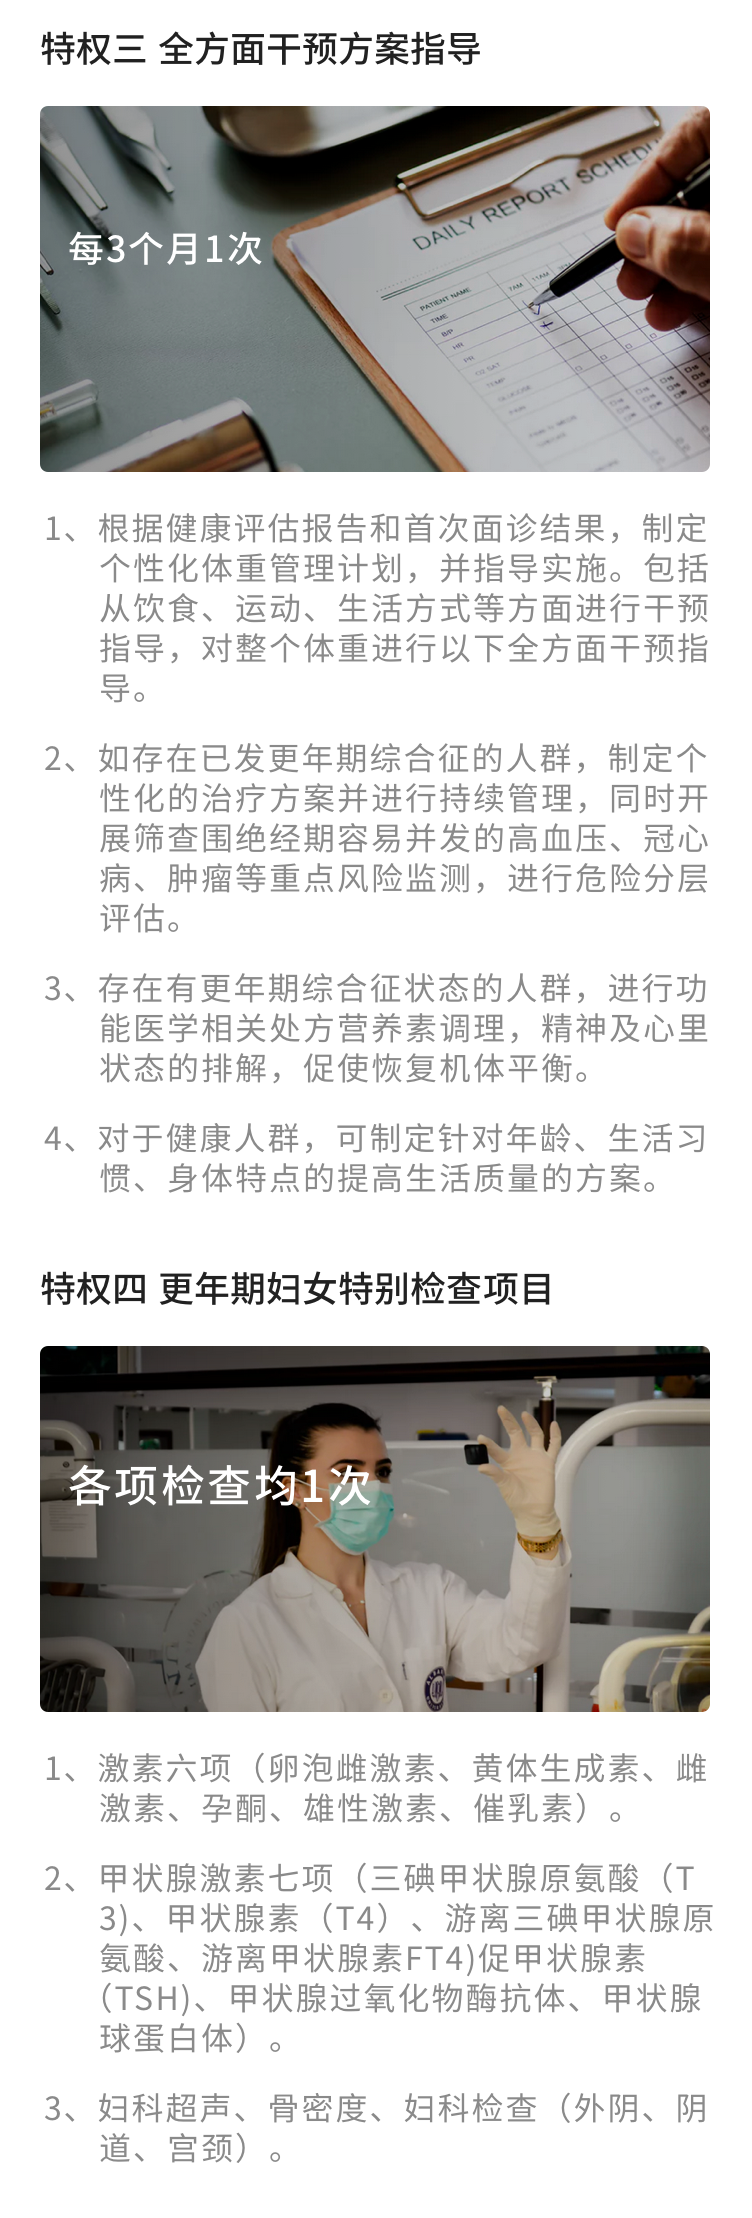 特权三 全方面干预方案指导
每3个月1次
DAILY REPORT SCHEDU
PATIENT NAME
7AM
11AM
TIME
B/P
HR
PR
O2 SAT
TEMP
GLUCOSE
PAIN
1、根据健康评估报告和首次面诊结果，制定
个性化体重管理计划，并指导实施。包括
从饮食、运动、生活方式等方面进行干预
指导，对整个体重进行以下全方面干预指
导。
2、如存在已发更年期综合征的人群，制定个
性化的治疗方案并进行持续管理，同时开
展筛查围绝经期容易并发的高血压、冠心
病、肿瘤等重点风险监测，进行危险分层
评估。
3、存在有更年期综合征状态的人群，进行功
能医学相关处方营养素调理，精神及心里
状态的排解，促使恢复机体平衡。
4、对于健康人群，可制定针对年龄、生活习
惯、身体特点的提高生活质量的方案。
特权四 更年期妇女特别检查项目
各项检查均1次
1、激素六项（卵泡雌激素、黄体生成素、雌
激素、孕酮、雄性激素、催乳素）。
2、甲状腺激素七项（三碘甲状腺原氨酸（T
3)、甲状腺素（T4）、游离三碘甲状腺原
氨酸、游离甲状腺素FT4)促甲状腺素
（TSH)、甲状腺过氧化物酶抗体、甲状腺
球蛋白体）。
3、妇科超声、骨密度、妇科检查（外阴、阴
道、宫颈）。